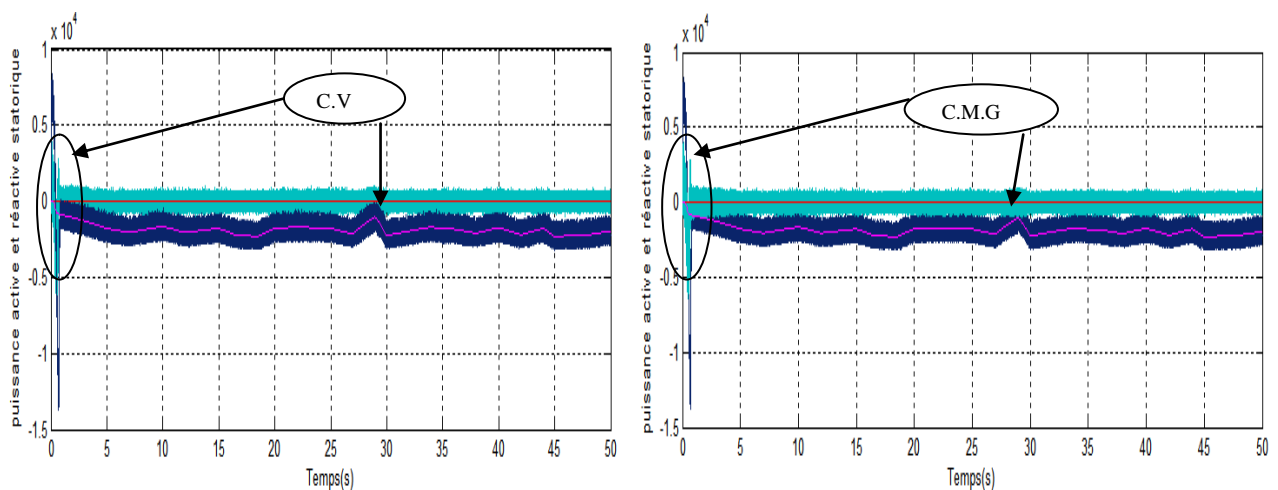 x 10⁴
puissance active et réactive statorique
1
0.5
0
-0.5
-1
-1.5
C.V
0 5 10 15 20 25 30 35 40 45 50
Temps(s)
x 10⁴
puissance active et réactive statorique
1
0.5
0
-0.5
-1
-1.5
C.M.G
0 5 10 15 20 25 30 35 40 45 50
Temps(s)